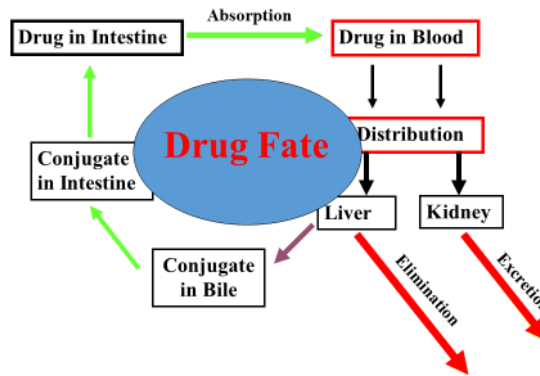 Absorption
Drug in Intestine
Drug in Blood
Drug Fate
Distribution
Conjugate
in Intestine
Liver
Kidney
Conjugate
in Bile
Elimination
Excretion